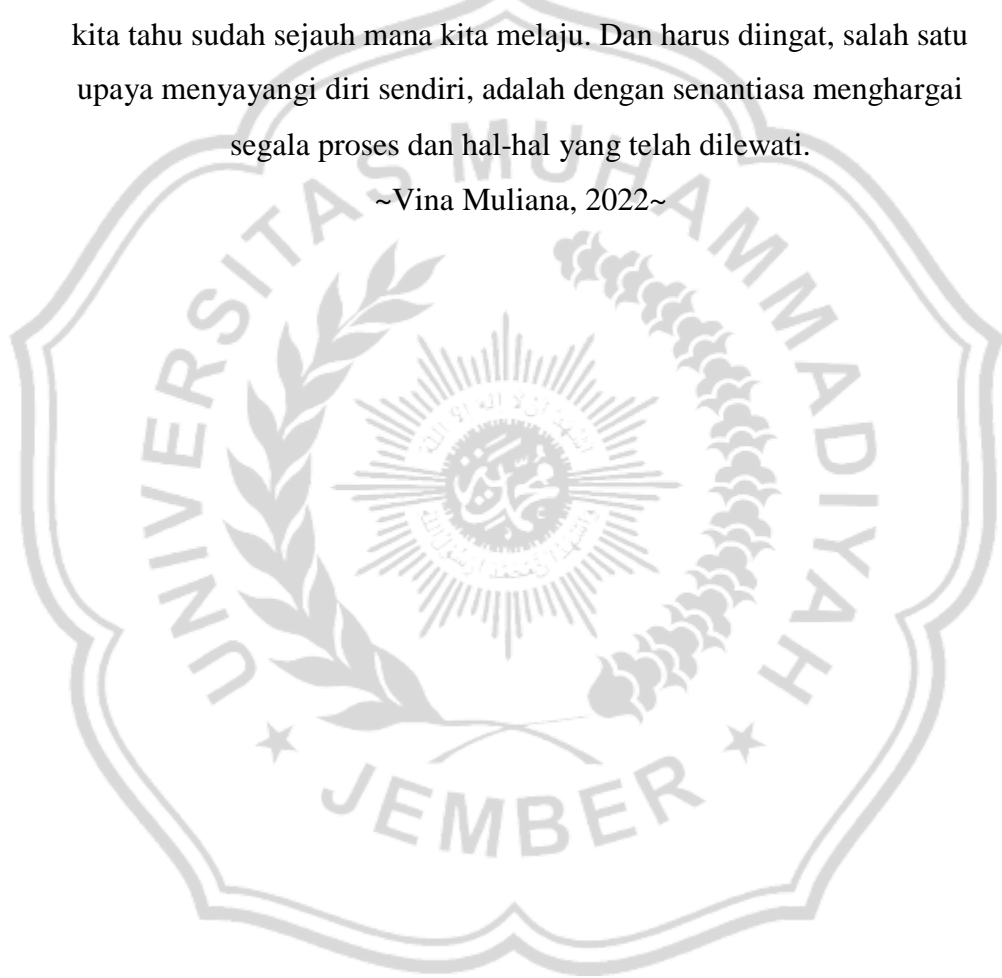 kita tahu sudah sejauh mana kita melaju. Dan harus diingat, salah satu
upaya menyayangi diri sendiri, adalah dengan senantiasa menghargai
segala proses dan hal-hal yang telah dilewati.
~Vina Muliana, 2022~
UNIVERSITAS MUHAMMADIYAH
JEMBER